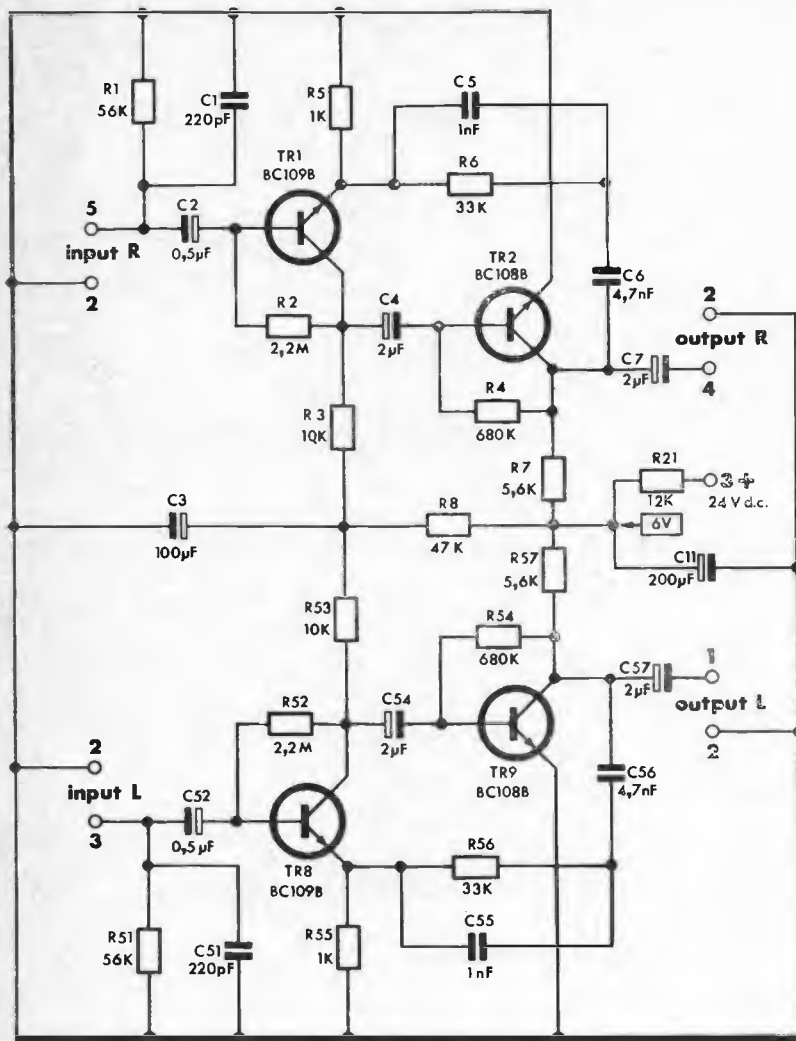 R1
56K
C1
220pF
R5
1K
C5
1nF
TR1
BC109B
R6
33K
5
C2
0,5µF
input R
2
TR2
BC108B
C6
4,7nF
2
output R
R2
2,2M
C4
2µF
C7
2µF
4
R4
680K
R3
10K
R7
5,6K
R21
12K
3+
24V d.c.
C3
100µF
R8
47K
6V
C11
200µF
R57
5,6K
R53
10K
R54
680K
C57
2µF
1
output L
2
R52
2,2M
C54
2µF
TR9
BC108B
C56
4,7nF
2
input L
3
C52
0,5µF
TR8
BC109B
R56
33K
R51
56K
C51
220pF
R55
1K
C55
1nF